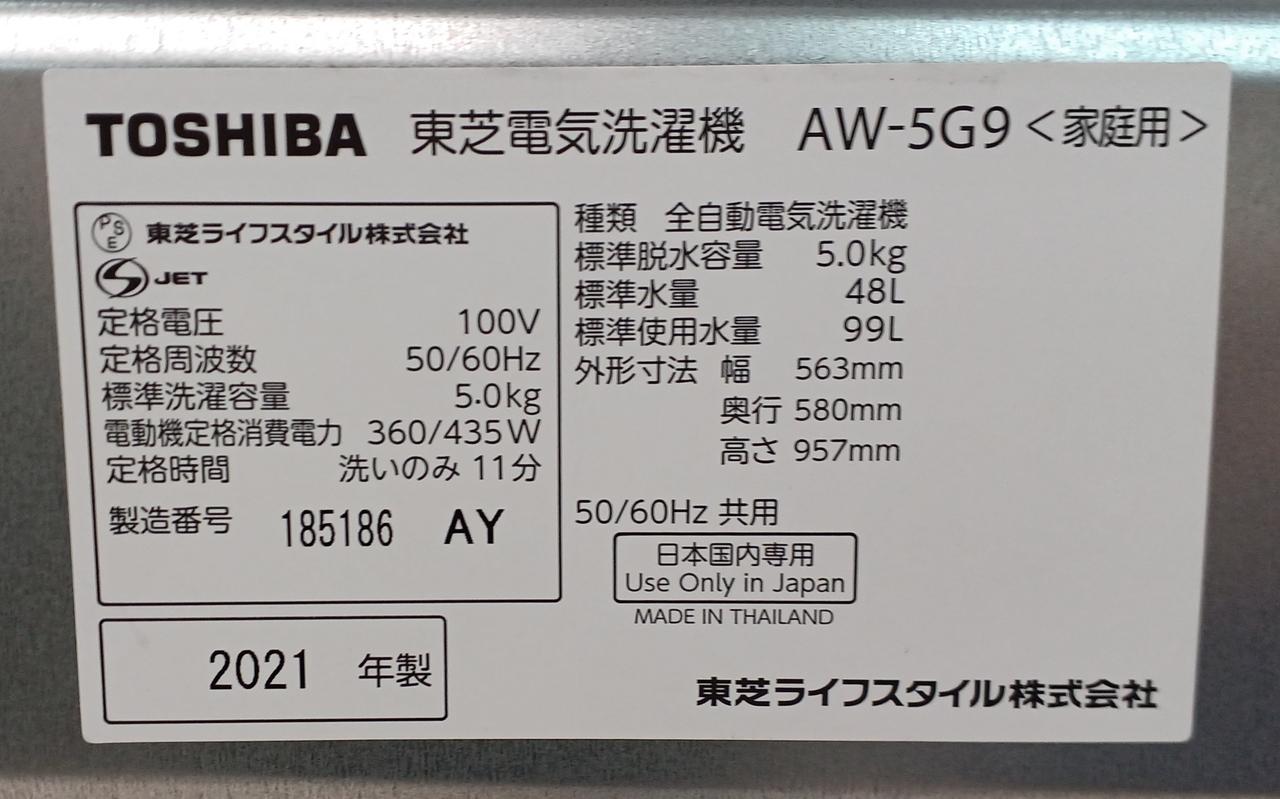 TOSHIBA 東芝電気洗濯機 AW-5G9 <家庭用>
PSE 東芝ライフスタイル株式会社
S JET
定格電圧 100V
定格周波数 50/60Hz
標準洗濯容量 5.0kg
電動機定格消費電力 360/435W
定格時間 洗いのみ 11分
製造番号 185186 AY
2021 年製
種類 全自動電気洗濯機
標準脱水容量 5.0kg
標準水量 48L
標準使用水量 99L
外形寸法 幅 563mm
奥行 580mm
高さ 957mm
50/60Hz 共用
日本国内専用
Use Only in Japan
MADE IN THAILAND
東芝ライフスタイル株式会社